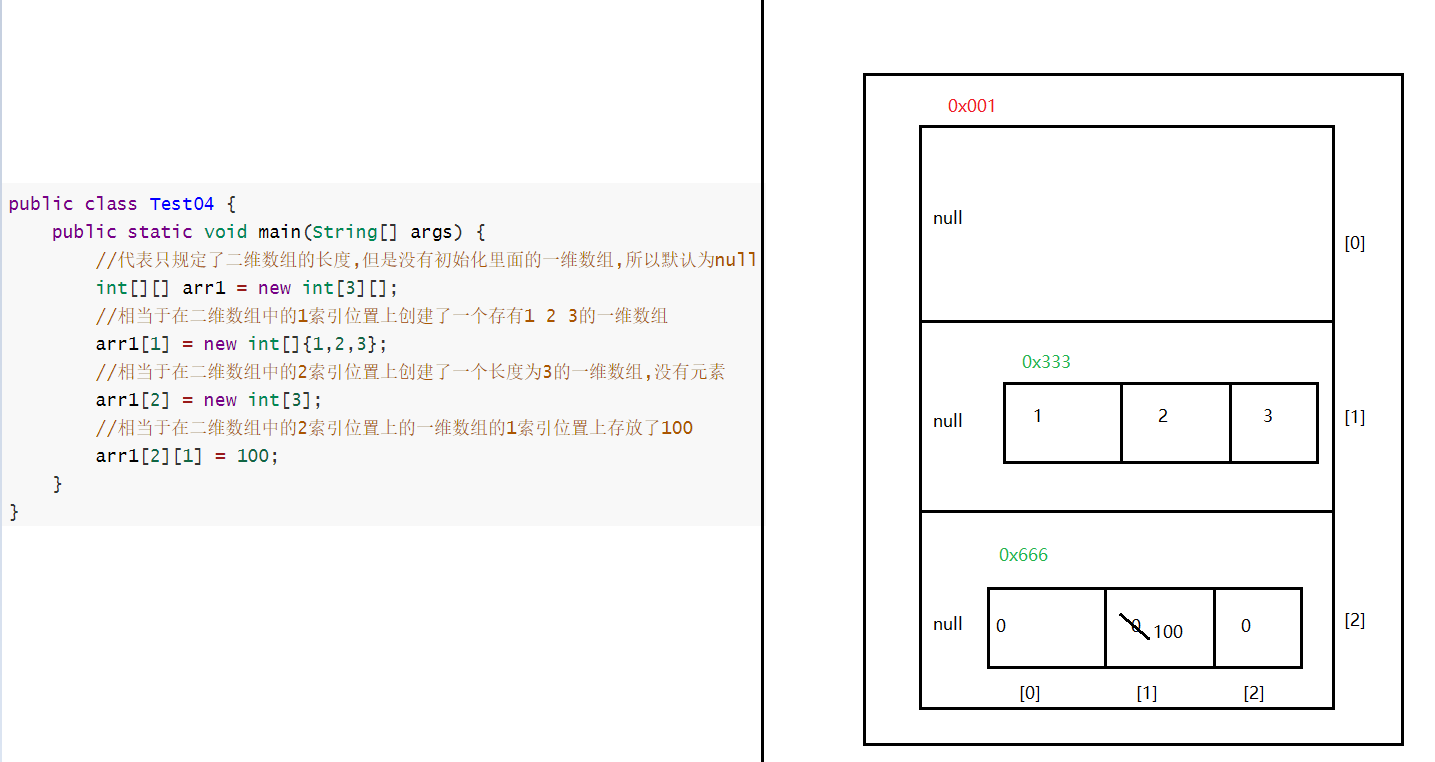 public class Test04 {
    public static void main(String[] args) {
        //代表只规定了二维数组的长度,但是没有初始化里面的一维数组,所以默认为null
        int[][] arr1 = new int[3][];
        //相当于在二维数组中的1索引位置上创建了一个存有1 2 3的一维数组
        arr1[1] = new int[]{1,2,3};
        //相当于在二维数组中的2索引位置上创建了一个长度为3的一维数组,没有元素
        arr1[2] = new int[3];
        //相当于在二维数组中的2索引位置上的一维数组的1索引位置上存放了100
        arr1[2][1] = 100;
    }
}
0x001
null
[0]
0x333
null 1 2 3 [1]
0x666
null 0 0 100 0 [2]
[0] [1] [2]